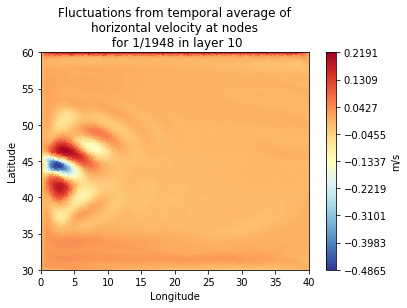 Fluctuations from temporal average of
horizontal velocity at nodes
for 1/1948 in layer 10
60
55
50
45
40
35
30
Latitude
0 5 10 15 20 25 30 35 40
Longitude
0.2191
0.1309
0.0427
−0.0455
−0.1337
−0.2219
−0.3101
−0.3983
−0.4865
m/s